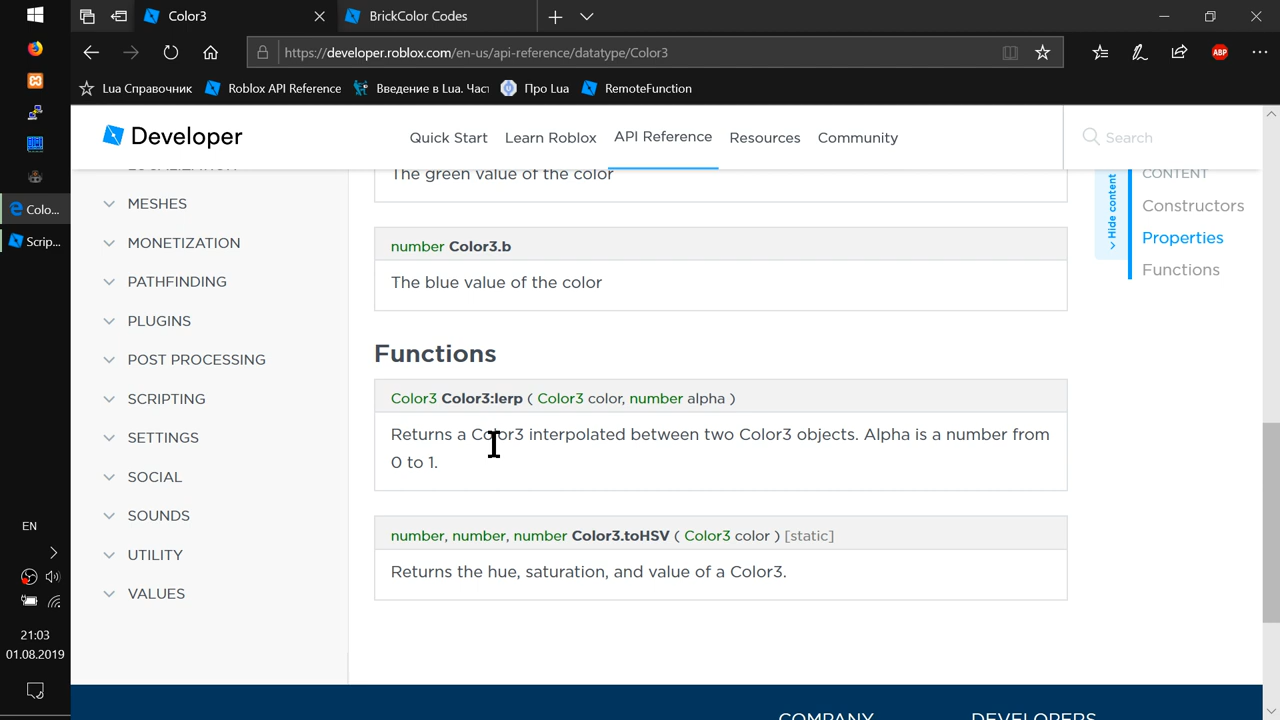 Color3
BrickColor Codes
https://developer.roblox.com/en-us/api-reference/datatype/Color3
ABP
Lua Справочник
Roblox API Reference
Введение в Lua. Част
Про Lua
RemoteFunction
Developer
Quick Start
Learn Roblox
API Reference
Resources
Community
Search
LOCALIZATION
MESHES
MONETIZATION
PATHFINDING
PLUGINS
POST PROCESSING
SCRIPTING
SETTINGS
SOCIAL
SOUNDS
UTILITY
VALUES
The green value of the color
number Color3.b
The blue value of the color
Functions
Color3 Color3:lerp ( Color3 color, number alpha )
Returns a Color3 interpolated between two Color3 objects. Alpha is a number from
0 to 1.
number, number, number Color3.toHSV ( Color3 color ) [static]
Returns the hue, saturation, and value of a Color3.
Hide content
CONTENT
Constructors
Properties
Functions
COMPANY
DEVELOPERS
Colo...
Scrip...
EN
21:03
01.08.2019